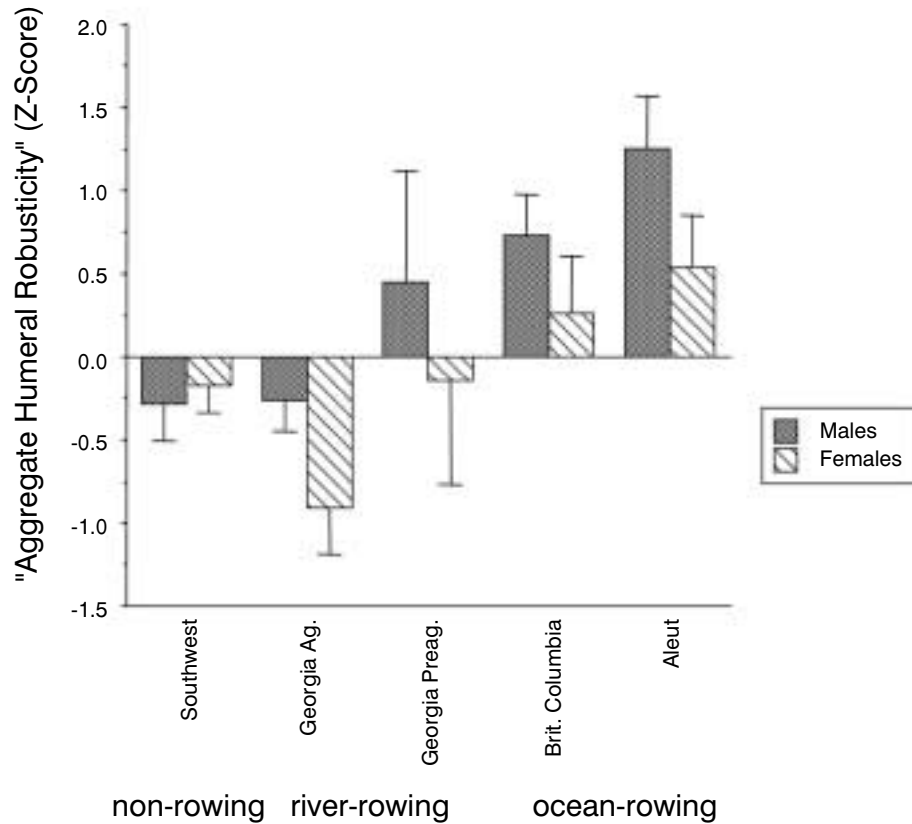 "Aggregate Humeral Robusticity" (Z-Score)
2.0
1.5
1.0
0.5
0.0
-0.5
-1.0
-1.5
Southwest
Georgia Ag.
Georgia Preag.
Brit. Columbia
Aleut
non-rowing river-rowing ocean-rowing
Males
Females